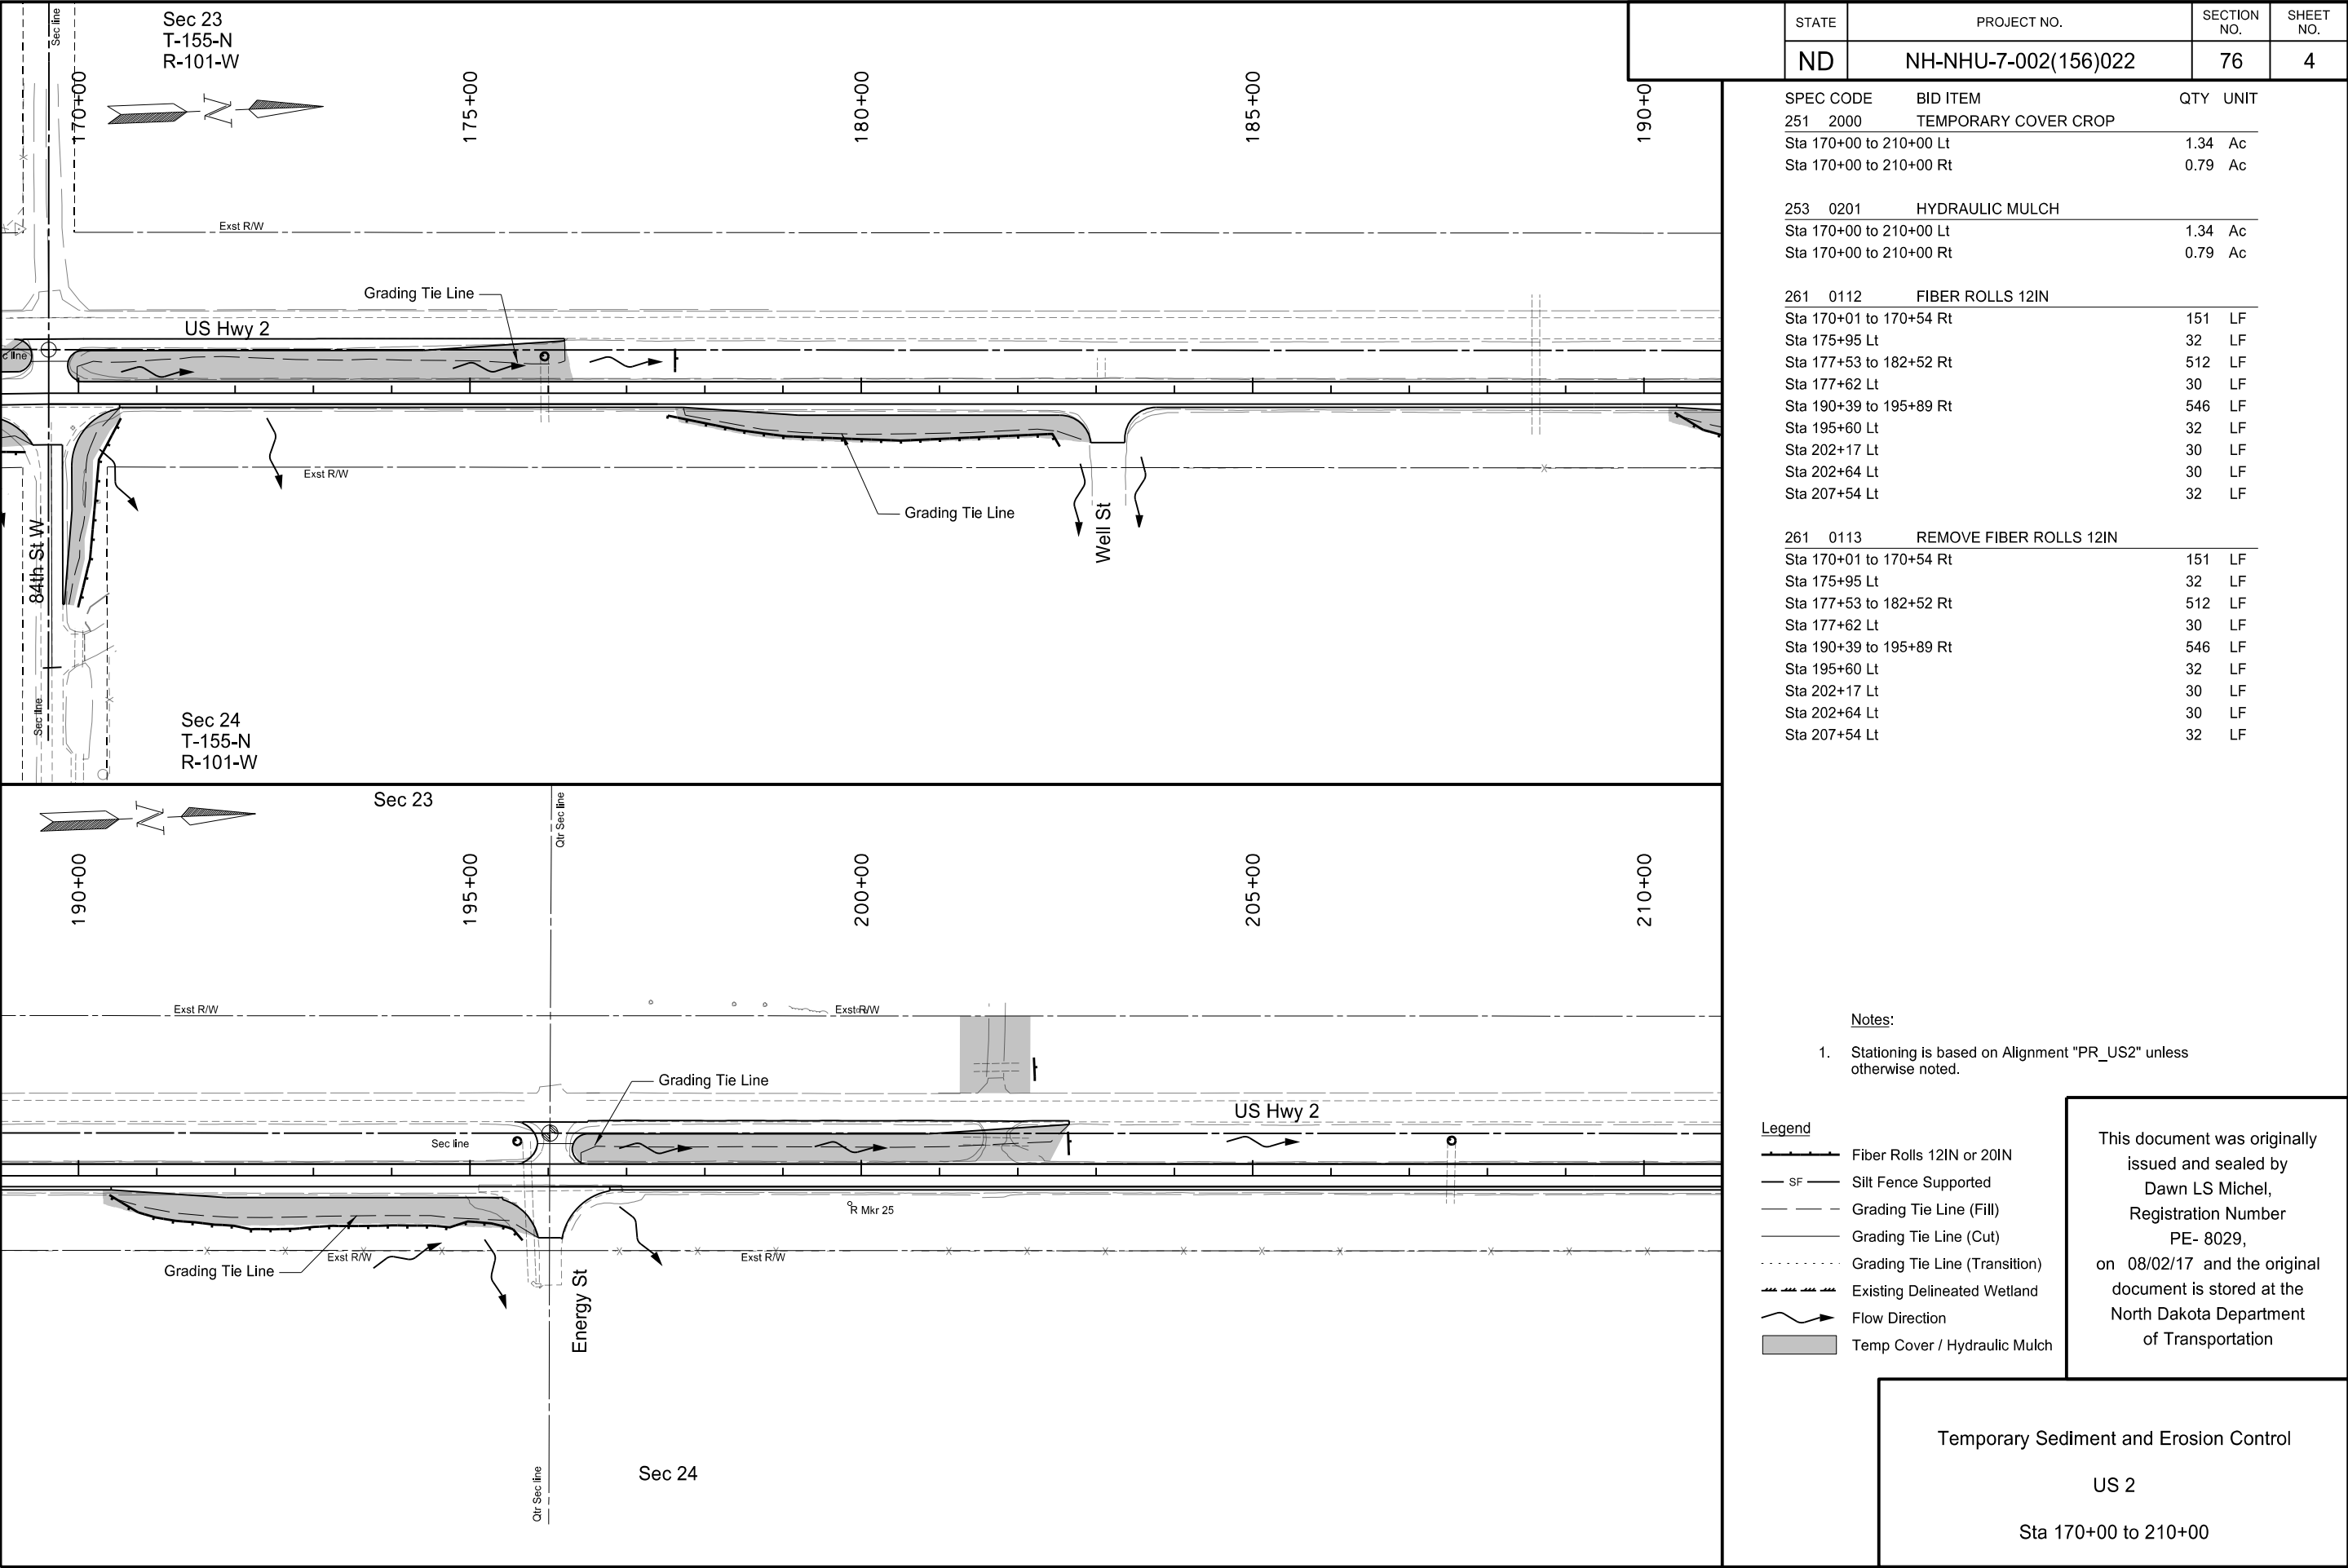 STATE PROJECT NO. SECTION NO. SHEET NO.
ND NH-NHU-7-002(156)022 76 4
Sec line
Sec 23
T-155-N
R-101-W
170+00
N
175+00
180+00
185+00
190+0
Exst R/W
Grading Tie Line
US Hwy 2
c line
Exst R/W
Grading Tie Line
84th St W
Well St
Sec line
Sec 24
T-155-N
R-101-W
Sec 23
N
Qtr Sec line
190+00
195+00
200+00
205+00
210+00
Exst R/W
Exst R/W
Grading Tie Line
US Hwy 2
Sec line
R Mkr 25
Exst R/W
Exst R/W
Grading Tie Line
Energy St
Sec 24
Qtr Sec line
SPEC CODE BID ITEM QTY UNIT
251 2000 TEMPORARY COVER CROP
Sta 170+00 to 210+00 Lt 1.34 Ac
Sta 170+00 to 210+00 Rt 0.79 Ac
253 0201 HYDRAULIC MULCH
Sta 170+00 to 210+00 Lt 1.34 Ac
Sta 170+00 to 210+00 Rt 0.79 Ac
261 0112 FIBER ROLLS 12IN
Sta 170+01 to 170+54 Rt 151 LF
Sta 175+95 Lt 32 LF
Sta 177+53 to 182+52 Rt 512 LF
Sta 177+62 Lt 30 LF
Sta 190+39 to 195+89 Rt 546 LF
Sta 195+60 Lt 32 LF
Sta 202+17 Lt 30 LF
Sta 202+64 Lt 30 LF
Sta 207+54 Lt 32 LF
261 0113 REMOVE FIBER ROLLS 12IN
Sta 170+01 to 170+54 Rt 151 LF
Sta 175+95 Lt 32 LF
Sta 177+53 to 182+52 Rt 512 LF
Sta 177+62 Lt 30 LF
Sta 190+39 to 195+89 Rt 546 LF
Sta 195+60 Lt 32 LF
Sta 202+17 Lt 30 LF
Sta 202+64 Lt 30 LF
Sta 207+54 Lt 32 LF
Notes:
1. Stationing is based on Alignment "PR_US2" unless
otherwise noted.
Legend
Fiber Rolls 12IN or 20IN
SF Silt Fence Supported
Grading Tie Line (Fill)
Grading Tie Line (Cut)
Grading Tie Line (Transition)
Existing Delineated Wetland
Flow Direction
Temp Cover / Hydraulic Mulch
This document was originally
issued and sealed by
Dawn LS Michel,
Registration Number
PE- 8029,
on 08/02/17 and the original
document is stored at the
North Dakota Department
of Transportation
Temporary Sediment and Erosion Control
US 2
Sta 170+00 to 210+00